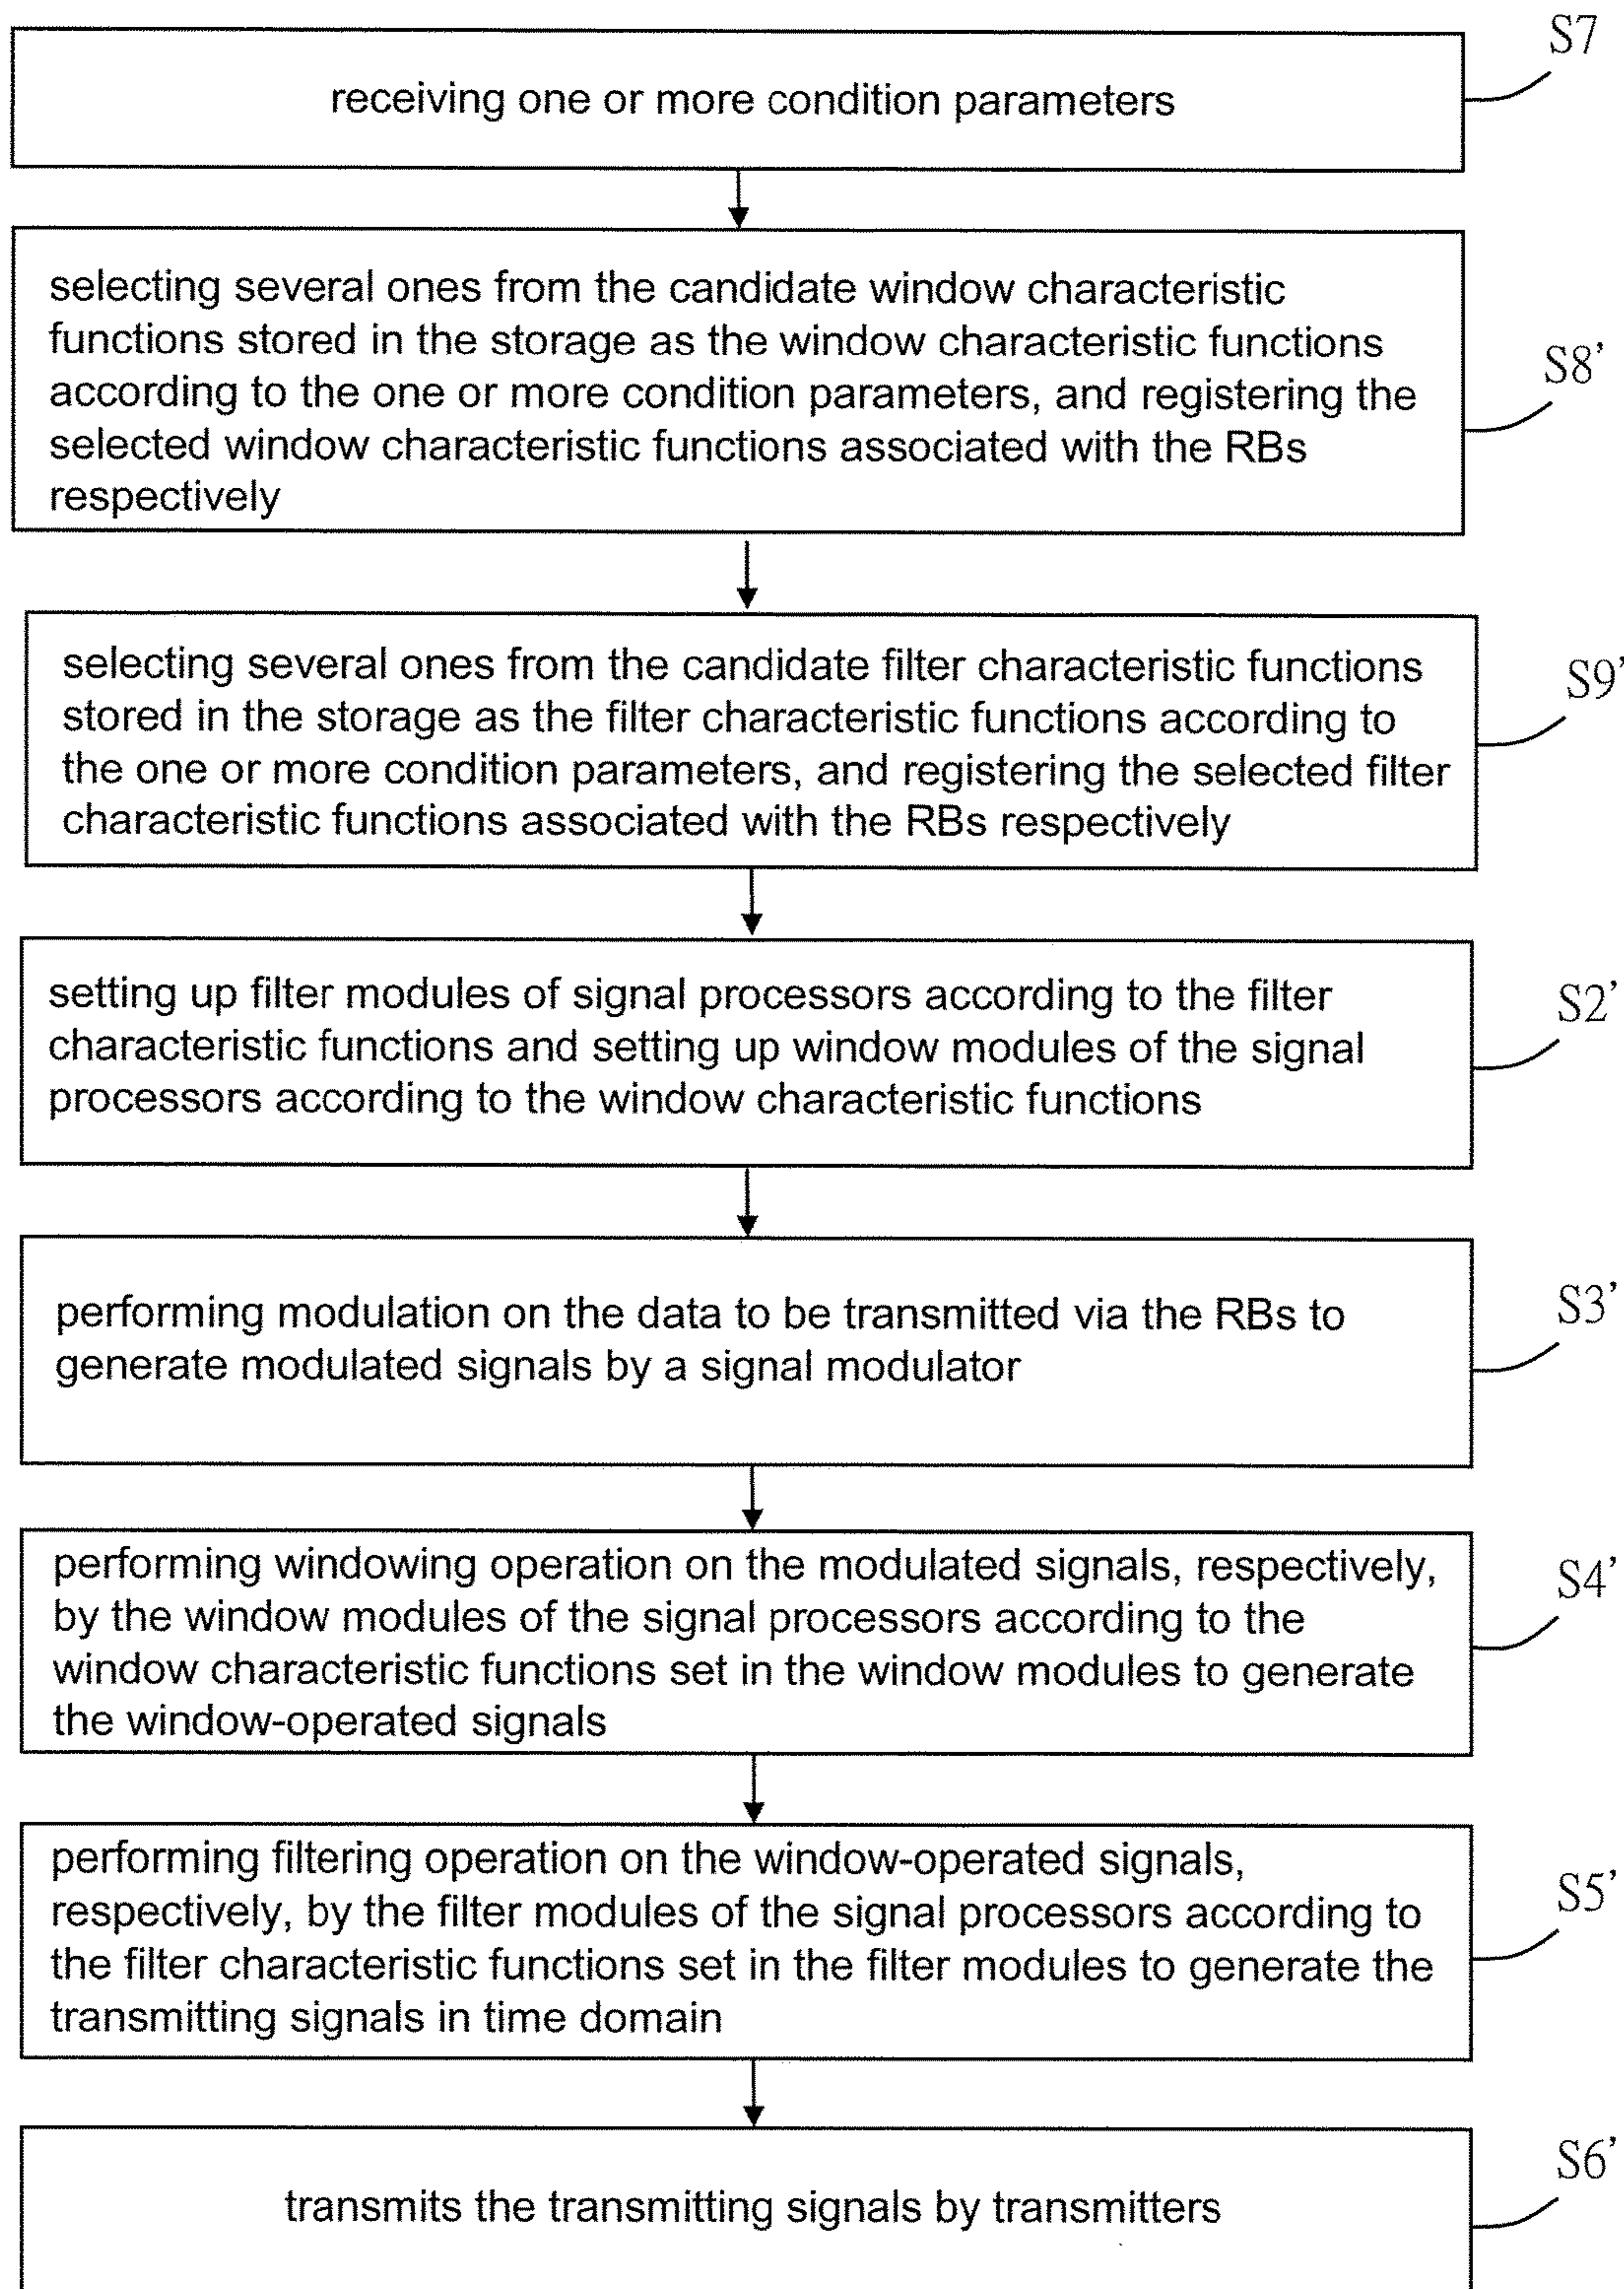 S7
receiving one or more condition parameters
selecting several ones from the candidate window characteristic
functions stored in the storage as the window characteristic functions
according to the one or more condition parameters, and registering the
selected window characteristic functions associated with the RBs
respectively
S8’
selecting several ones from the candidate filter characteristic functions
stored in the storage as the filter characteristic functions according to
the one or more condition parameters, and registering the selected filter
characteristic functions associated with the RBs respectively
S9’
setting up filter modules of signal processors according to the filter
characteristic functions and setting up window modules of the signal
processors according to the window characteristic functions
S2’
performing modulation on the data to be transmitted via the RBs to
generate modulated signals by a signal modulator
S3’
performing windowing operation on the modulated signals, respectively,
by the window modules of the signal processors according to the
window characteristic functions set in the window modules to generate
the window-operated signals
S4’
performing filtering operation on the window-operated signals,
respectively, by the filter modules of the signal processors according to
the filter characteristic functions set in the filter modules to generate the
transmitting signals in time domain
S5’
transmits the transmitting signals by transmitters
S6’